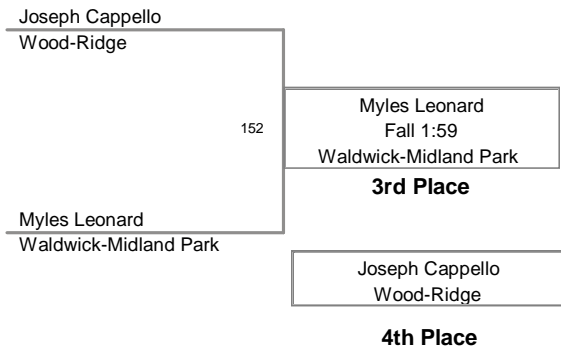 Joseph Cappello
Wood-Ridge
152
Myles Leonard
Fall 1:59
Waldwick-Midland Park
3rd Place
Myles Leonard
Waldwick-Midland Park
Joseph Cappello
Wood-Ridge
4th Place